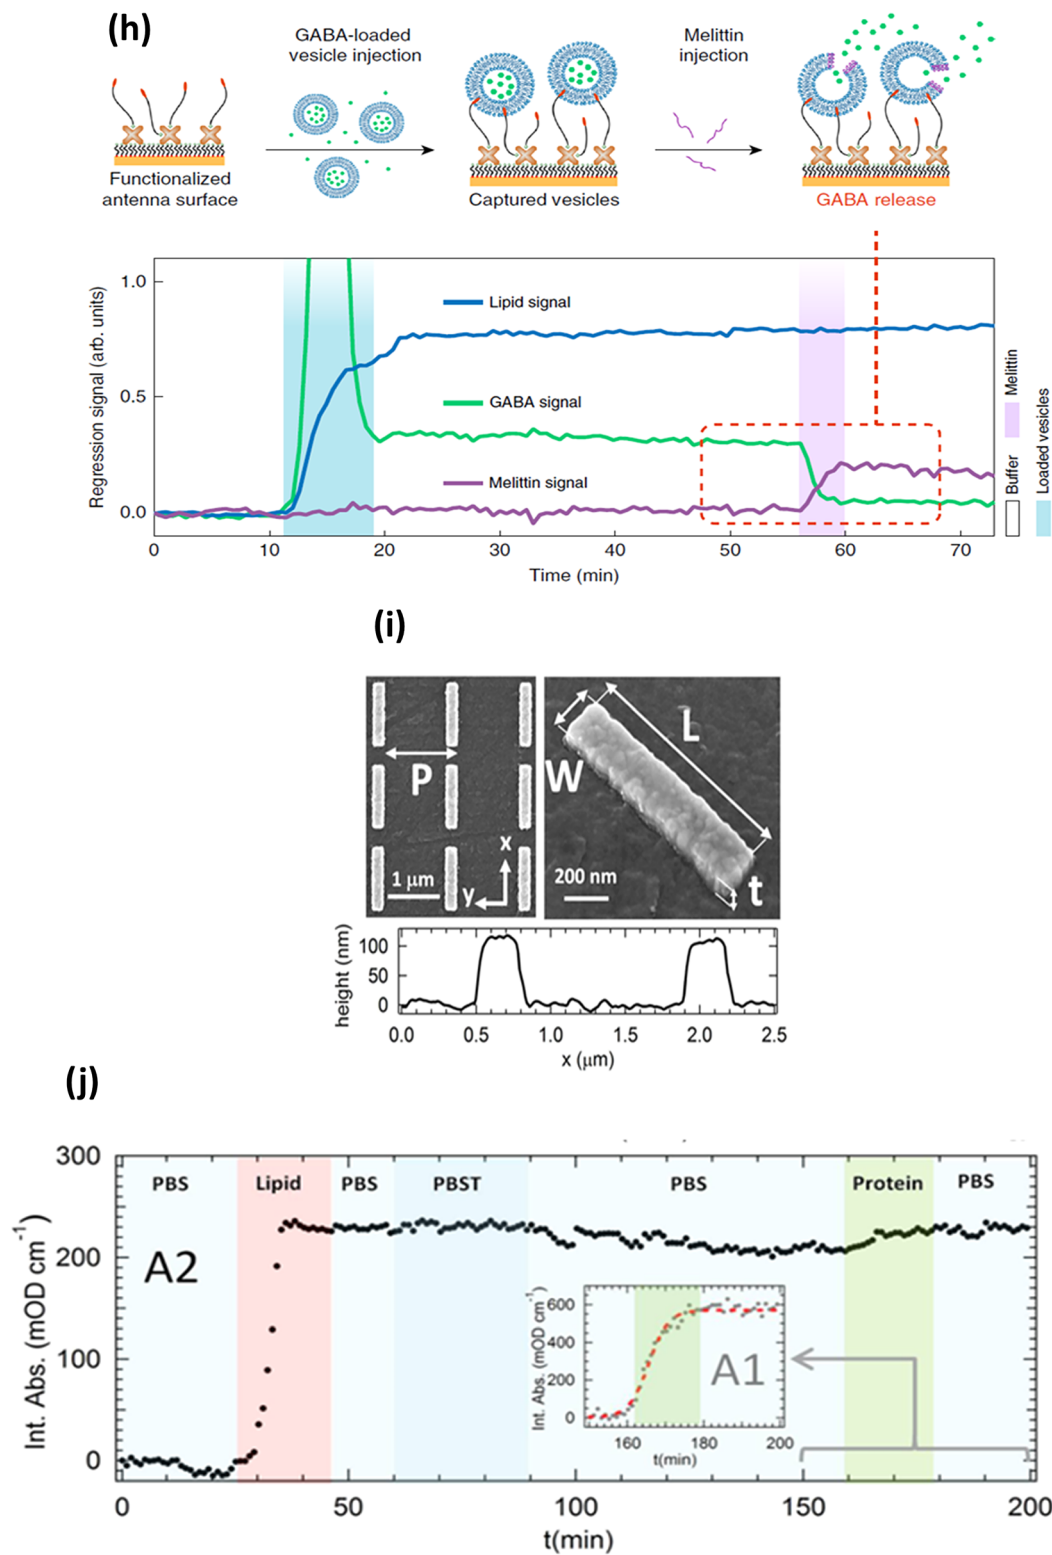 (h)
GABA-loaded
vesicle injection
Melittin
injection
Functionalized
antenna surface
Captured vesicles
GABA release
Regression signal (arb. units)
1.0
0.5
0.0
Lipid signal
GABA signal
Melittin signal
0 10 20 30 40 50 60 70
Time (min)
Buffer
Melittin
Loaded vesicles
(i)
P
1 μm
x
y
W
L
t
200 nm
height (nm)
100
50
0
0.0 0.5 1.0 1.5 2.0 2.5
x (μm)
(j)
Int. Abs. (mOD cm⁻¹)
300
200
100
0
PBS Lipid PBS PBST PBS Protein PBS
A2
Int. Abs. (mOD cm⁻¹)
600
400
200
0
A1
160 180 200
t(min)
0 50 100 150 200
t(min)